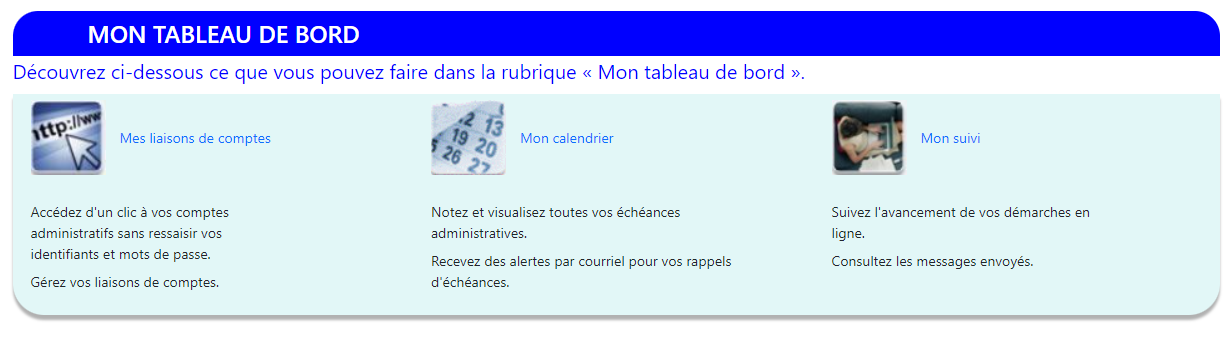 MON TABLEAU DE BORD
Découvrez ci-dessous ce que vous pouvez faire dans la rubrique « Mon tableau de bord ».
http://ww
Mes liaisons de comptes
Accédez d'un clic à vos comptes
administratifs sans ressaisir vos
identifiants et mots de passe.
Gérez vos liaisons de comptes.
12 13
19 20
26 27
Mon calendrier
Notez et visualisez toutes vos échéances
administratives.
Recevez des alertes par courriel pour vos rappels
d'échéances.
Mon suivi
Suivez l'avancement de vos démarches en
ligne.
Consultez les messages envoyés.